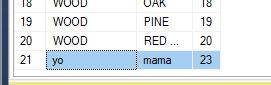 18 WOOD OAK 18
19 WOOD PINE 19
20 WOOD RED ... 20
21 yo mama 23